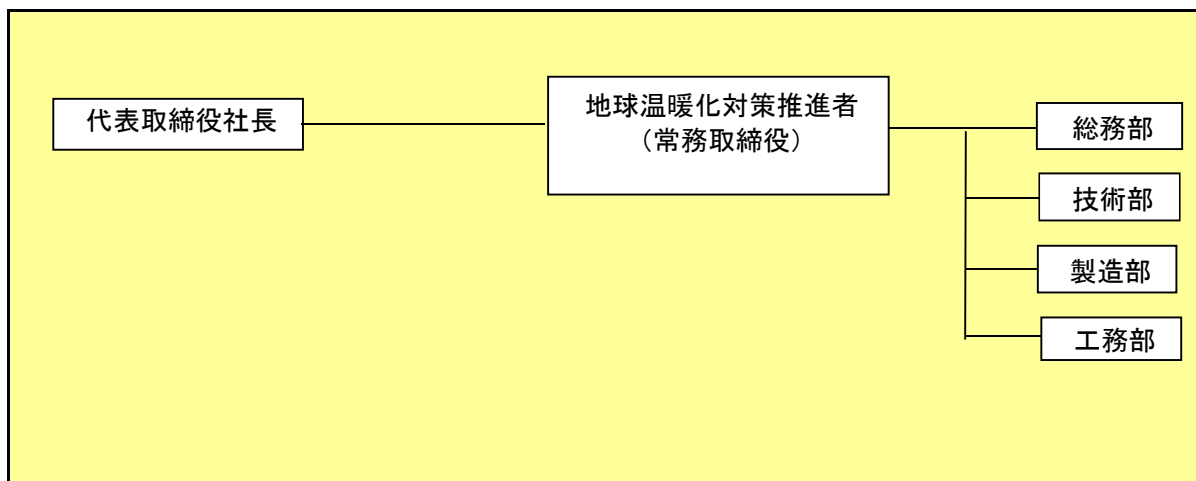 代表取締役社長
地球温暖化対策推進者
（常務取締役）
総務部
技術部
製造部
工務部